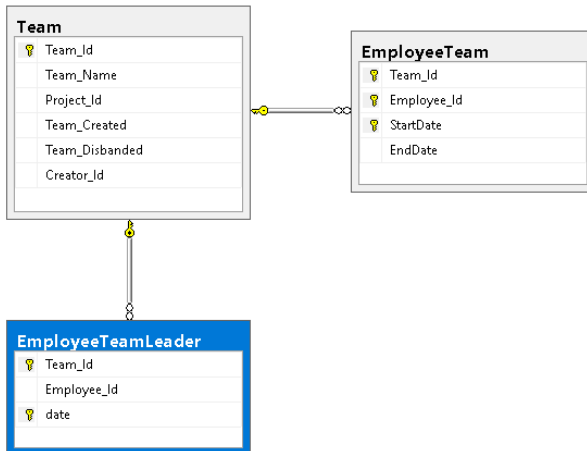 Team
Team_Id
Team_Name
Project_Id
Team_Created
Team_Disbanded
Creator_Id
EmployeeTeam
Team_Id
Employee_Id
StartDate
EndDate
EmployeeTeamLeader
Team_Id
Employee_Id
date